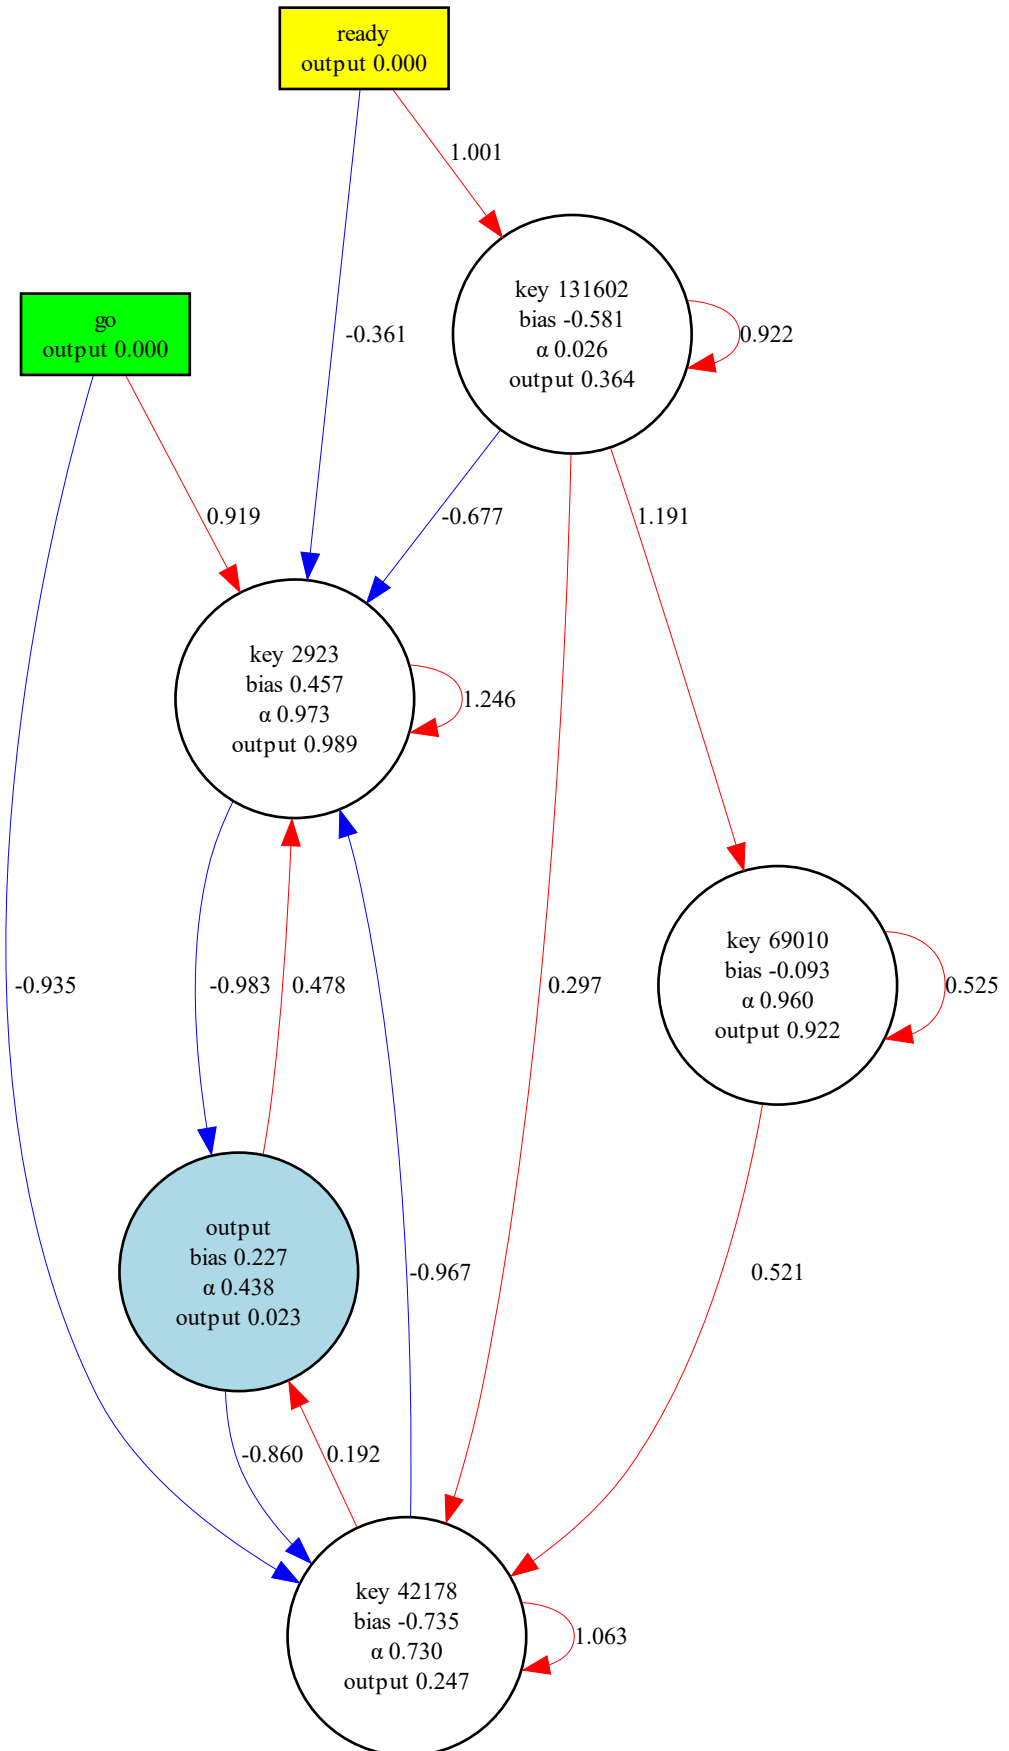 ready
output 0.000
1.001
key 131602
bias -0.581
α 0.026
output 0.364
0.922
go
output 0.000
-0.361
0.919
-0.677
1.191
key 2923
bias 0.457
α 0.973
output 0.989
1.246
key 69010
bias -0.093
α 0.960
output 0.922
0.525
-0.935
-0.983
0.478
0.297
output
bias 0.227
α 0.438
output 0.023
-0.967
0.521
-0.860
0.192
key 42178
bias -0.735
α 0.730
output 0.247
1.063